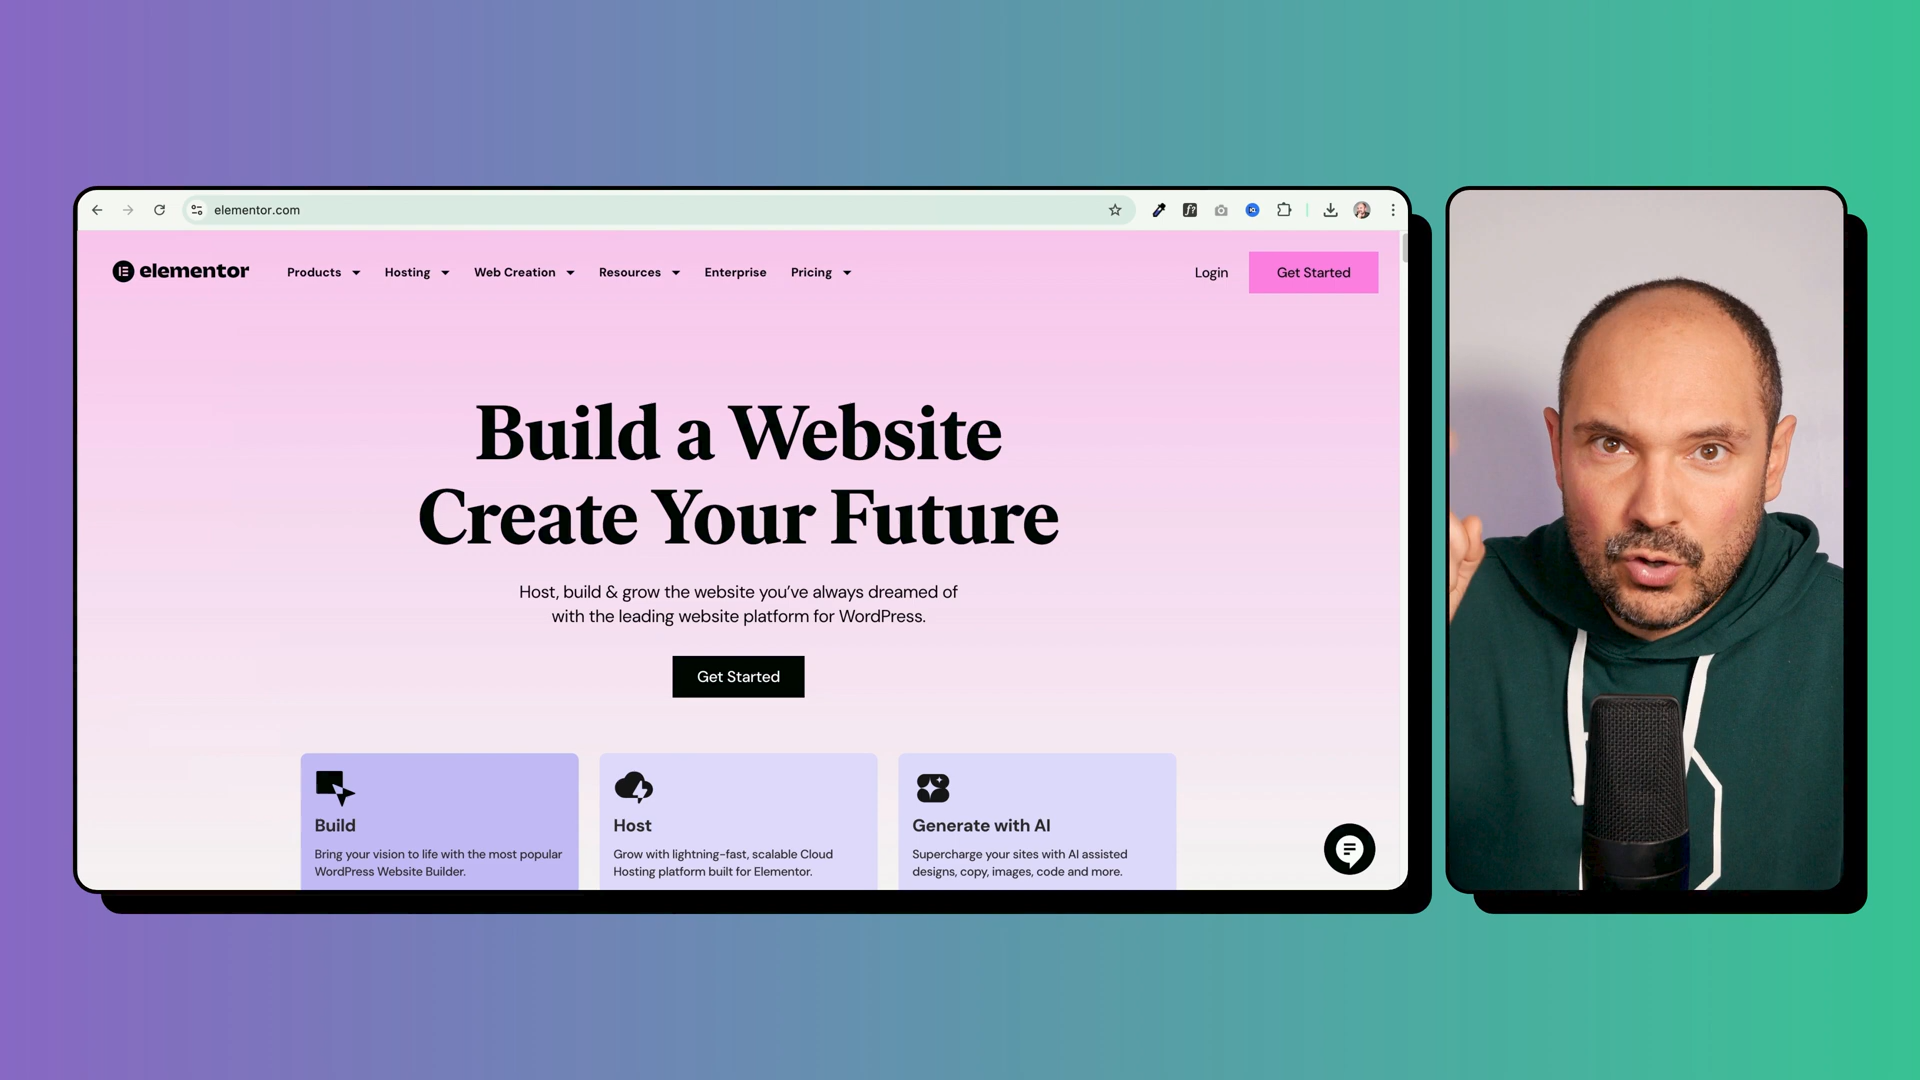 elementor.com
elementor
Products
Hosting
Web Creation
Resources
Enterprise
Pricing
Login
Get Started
Build a Website
Create Your Future
Host, build & grow the website you’ve always dreamed of
with the leading website platform for WordPress.
Get Started
Build
Bring your vision to life with the most popular
WordPress Website Builder.
Host
Grow with lightning-fast, scalable Cloud
Hosting platform built for Elementor.
Generate with AI
Supercharge your sites with AI assisted
designs, copy, images, code and more.